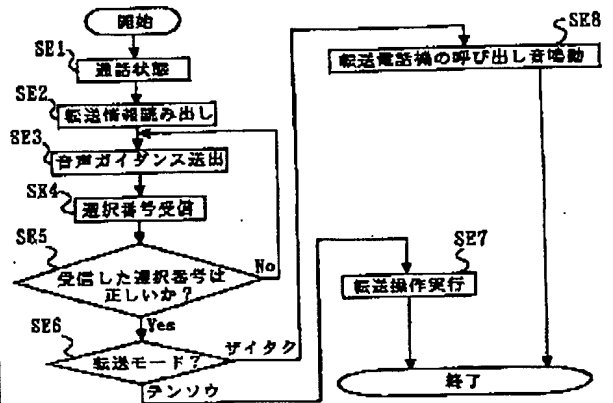 開始
SE1
通話状態
SE2
転送情報読み出し
SE3
音声ガイダンス送出
SE4
選択番号受信
SE5
受信した選択番号は
正しいか?
No
Yes
SE6
転送モード?
ザイタク
テンソウ
SE7
転送操作実行
SE8
転送電話機の呼び出し音鳴動
終了